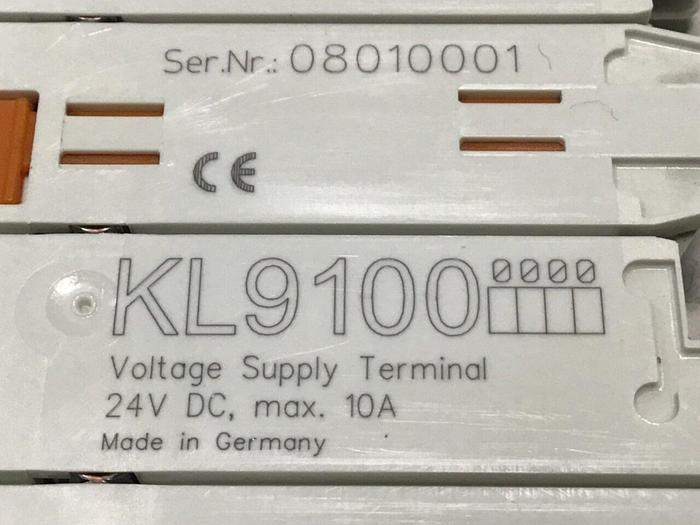 Ser.Nr.: 08010001
CE
KL9100 0000
Voltage Supply Terminal
24V DC, max. 10A
Made in Germany